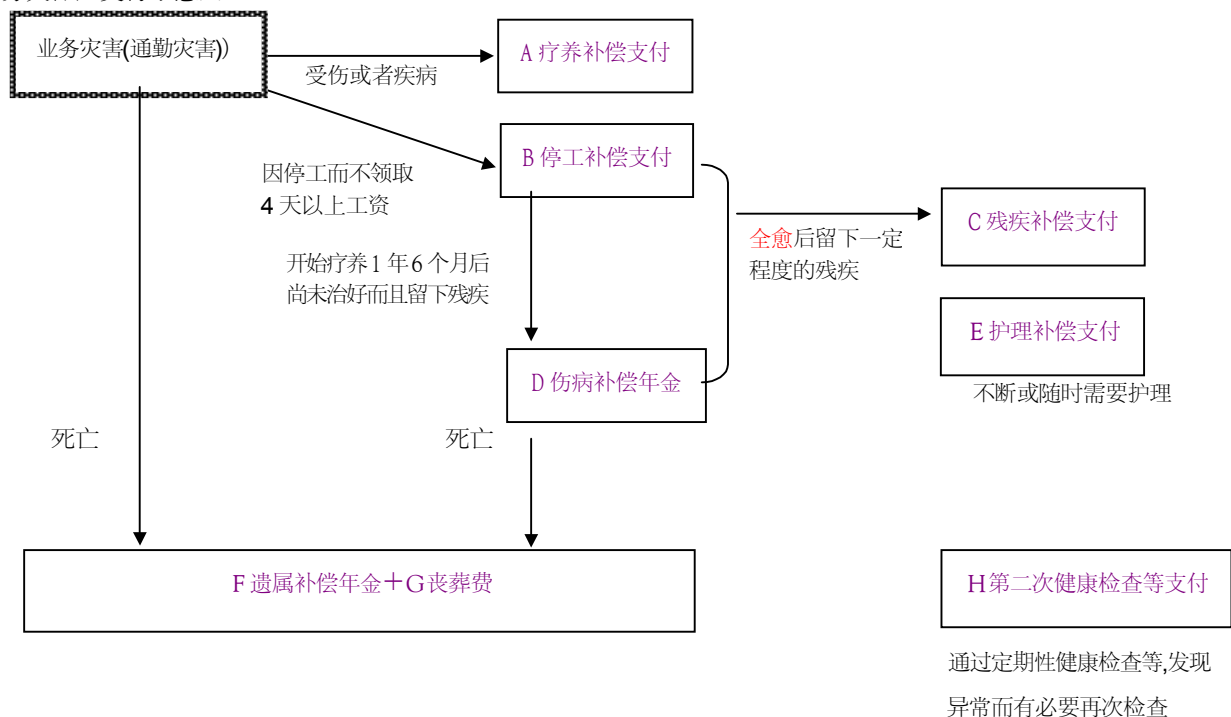 业务灾害(通勤灾害))
受伤或者疾病
A 疗养补偿支付
因停工而不领取
4 天以上工资
B 停工补偿支付
开始疗养 1 年 6 个月后
尚未治好而且留下残疾
全愈后留下一定
程度的残疾
C 残疾补偿支付
E 护理补偿支付
不断或随时需要护理
D 伤病补偿年金
死亡
死亡
F 遗属补偿年金＋G丧葬费
H第二次健康检查等支付
通过定期性健康检查等,发现
异常而有必要再次检查